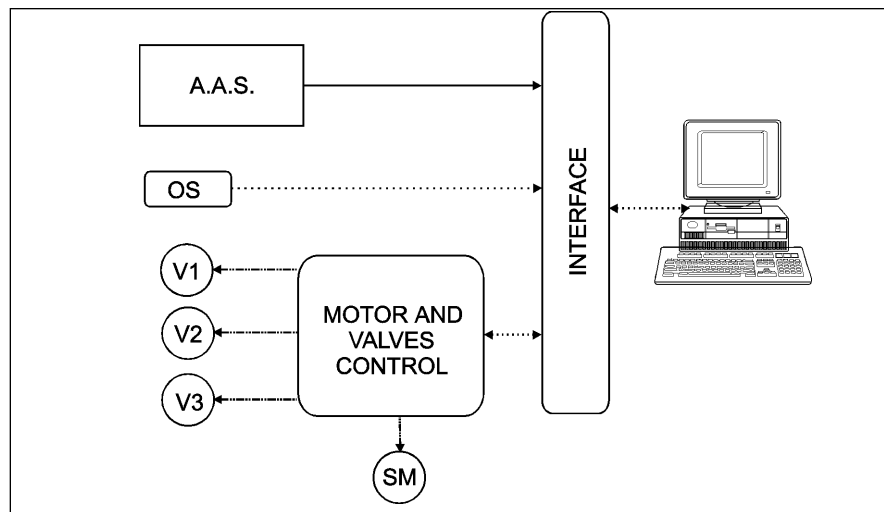 A.A.S.
OS
V1
V2
V3
MOTOR AND
VALVES
CONTROL
SM
INTERFACE